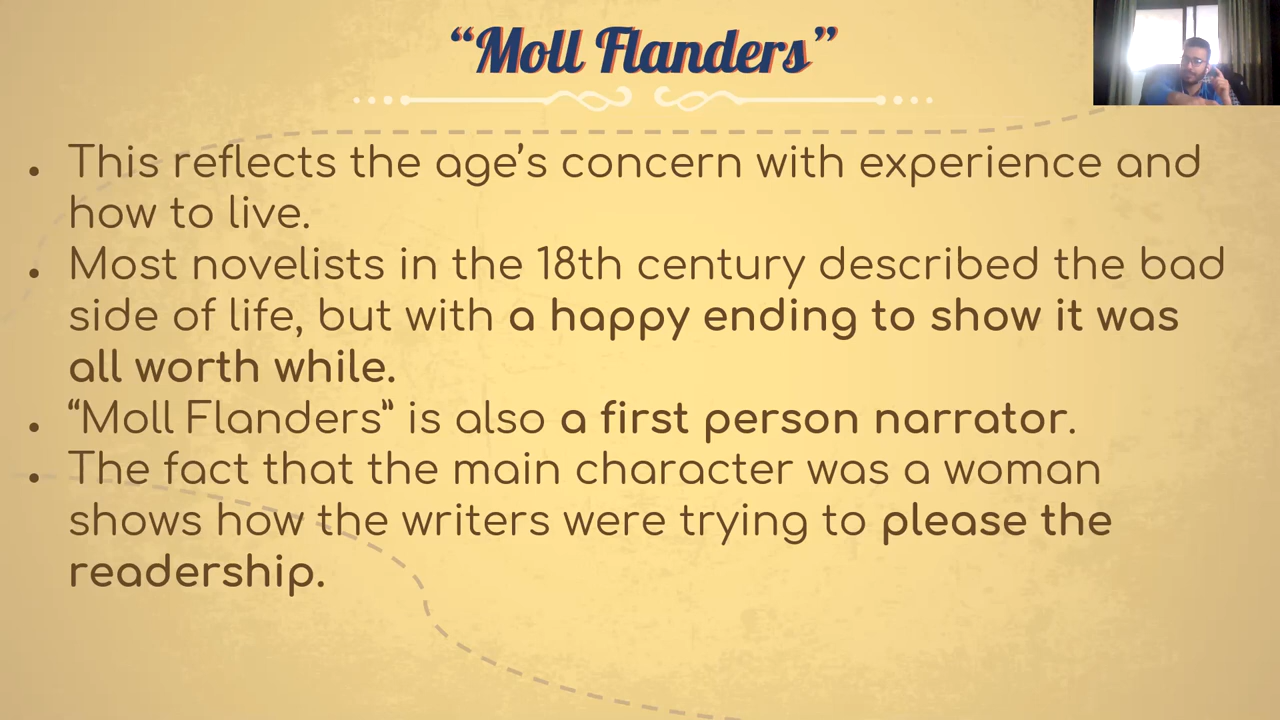 “Moll Flanders”
• This reflects the age’s concern with experience and
how to live.
• Most novelists in the 18th century described the bad
side of life, but with a happy ending to show it was
all worth while.
• “Moll Flanders” is also a first person narrator.
• The fact that the main character was a woman
shows how the writers were trying to please the
readership.